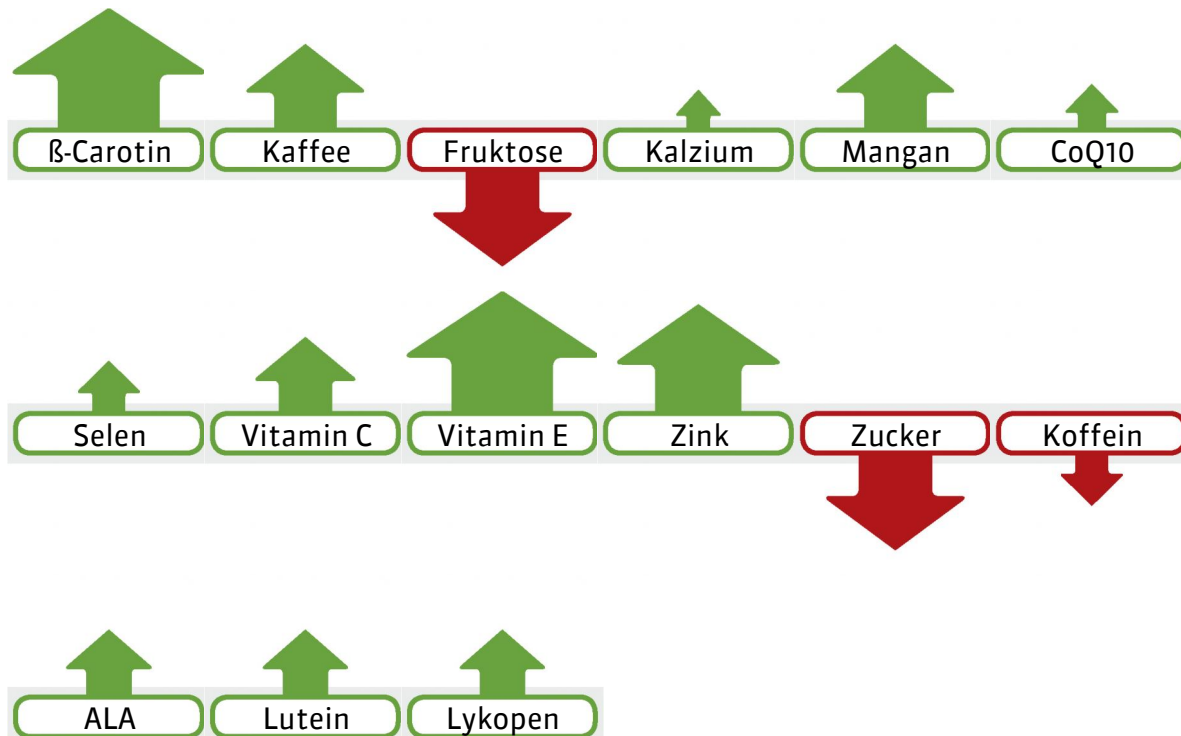 ß-Carotin Kaffee Fruktose Kalzium Mangan CoQ10
Selen Vitamin C Vitamin E Zink Zucker Koffein
ALA Lutein Lykopen